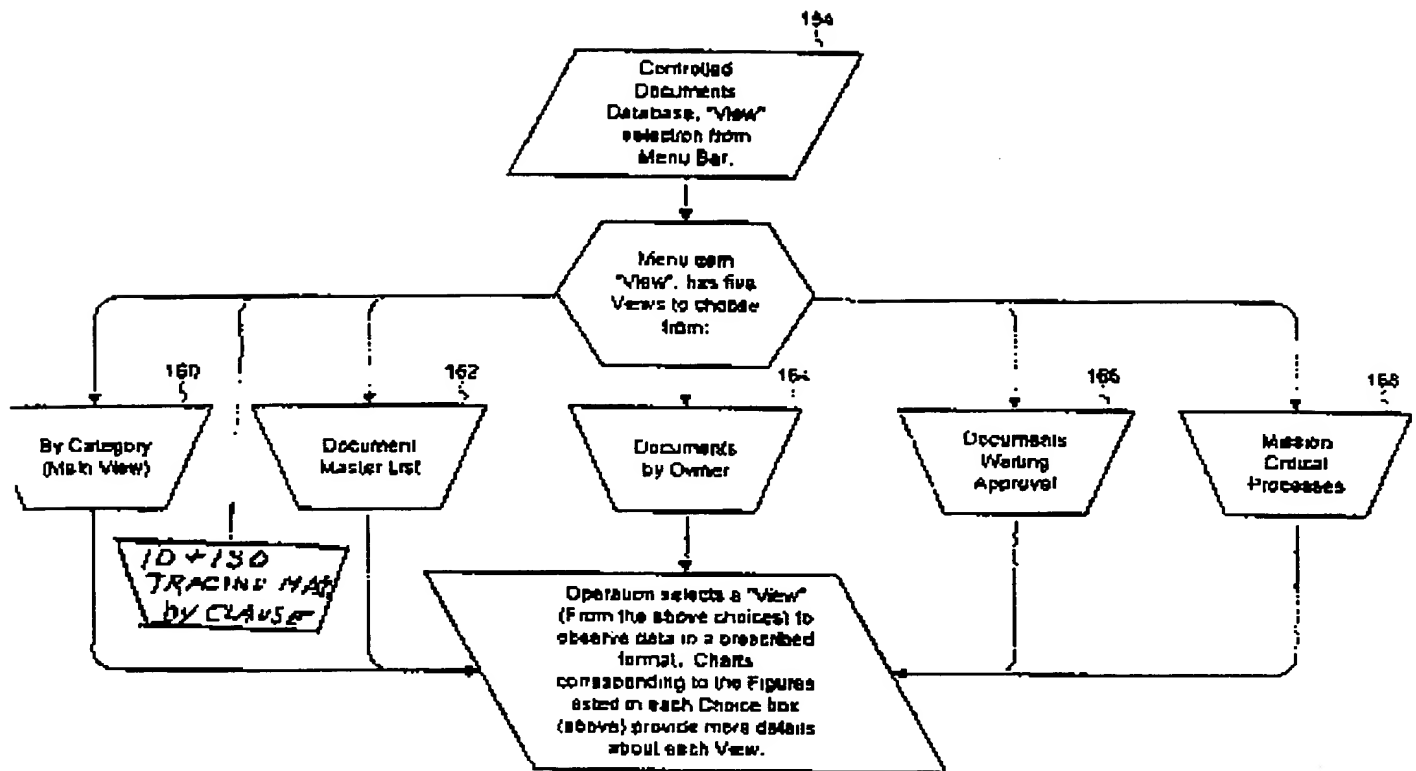 154
Controlled
Documents
Database, "View"
selection from
Menu Bar.
Menu item
"View", has five
Views to choose
from:
160
162
164
166
168
By Category
(Main View)
Document
Master List
Documents
by Owner
Documents
Waiting
Approval
Mission
Critical
Processes
TRACING
by CLAUSE
Operation selects a "View"
(From the above choices) to
observe data in a prescribed
format. Charts
corresponding to the Figures
listed in each Choice box
(above) provide more details
about each View.